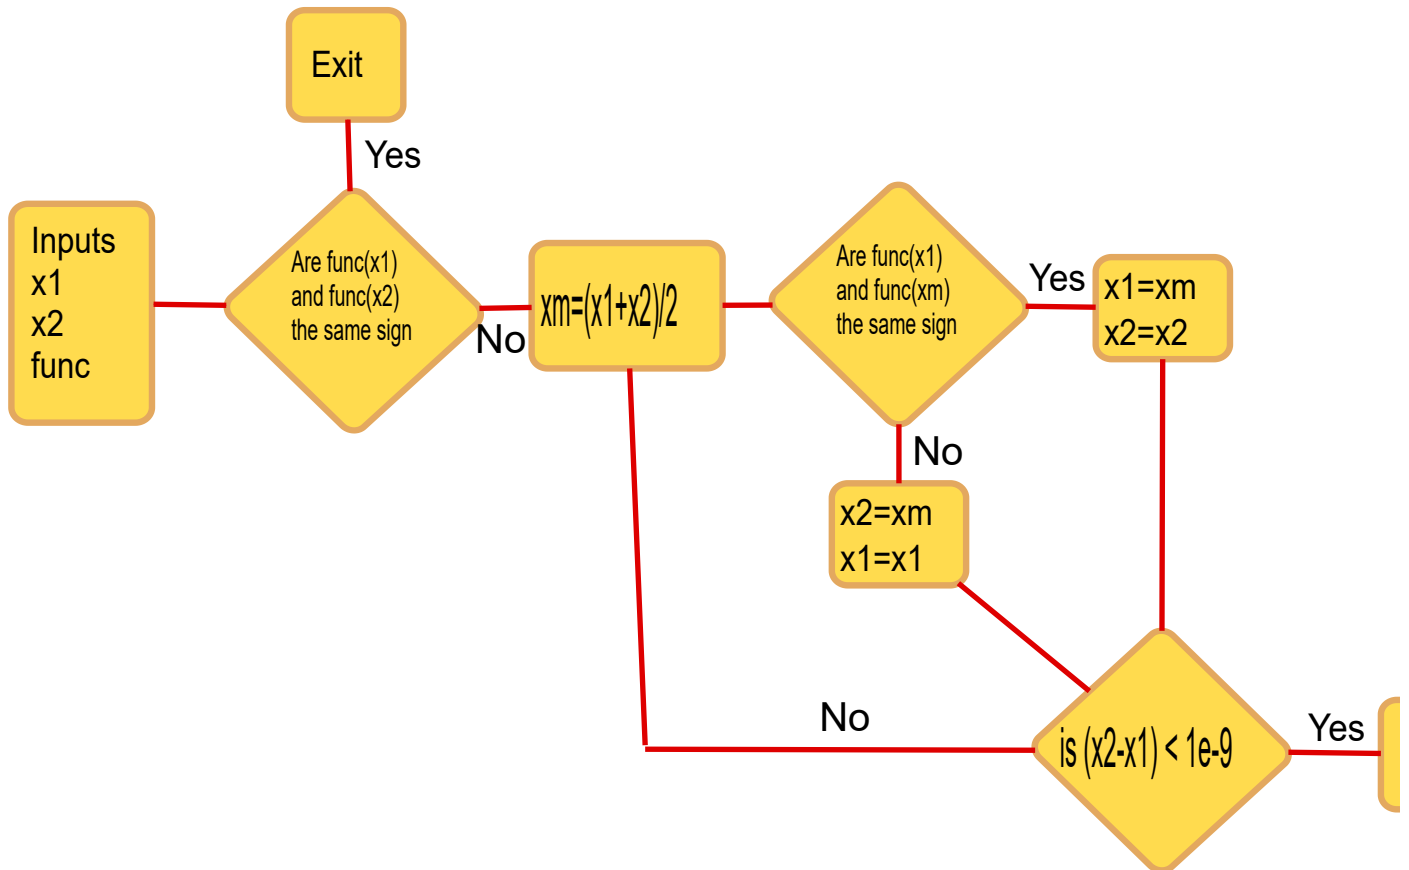 Exit
Yes
Inputs
x1
x2
func
Are func(x1)
and func(x2)
the same sign
No
xm=(x1+x2)/2
Are func(x1)
and func(xm)
the same sign
Yes
x1=xm
x2=x2
No
x2=xm
x1=x1
is (x2-x1) < 1e-9
No
Yes